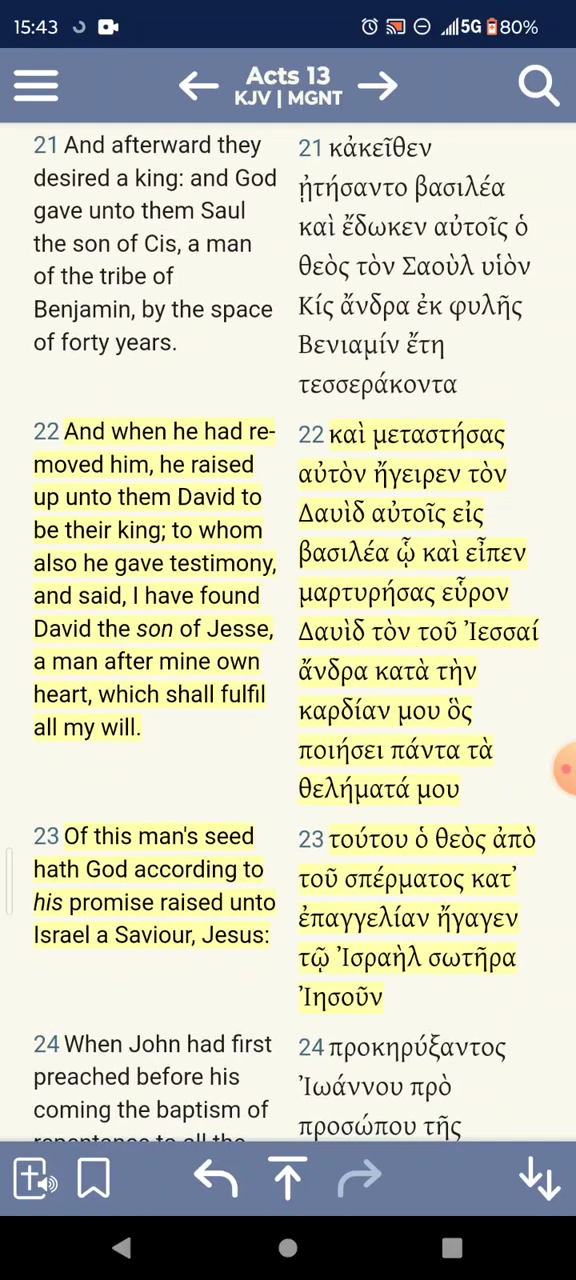 15:43 5G 80%
Acts 13
KJV | MGNT
21 And afterward they
desired a king: and God
gave unto them Saul
the son of Cis, a man
of the tribe of
Benjamin, by the space
of forty years.
22 And when he had re-
moved him, he raised
up unto them David to
be their king; to whom
also he gave testimony,
and said, I have found
David the son of Jesse,
a man after mine own
heart, which shall fulfil
all my will.
23 Of this man's seed
hath God according to
his promise raised unto
Israel a Saviour, Jesus:
24 When John had first
preached before his
coming the baptism of
repentance to all the
21 κἀκεῖθεν
ᾐτήσαντο βασιλέα
καὶ ἔδωκεν αὐτοῖς ὁ
θεὸς τὸν Σαοὺλ υἱὸν
Κίς ἄνδρα ἐκ φυλῆς
Βενιαμίν ἔτη
τεσσεράκοντα
22 καὶ μεταστήσας
αὐτὸν ἤγειρεν τὸν
Δαυὶδ αὐτοῖς εἰς
βασιλέα ᾧ καὶ εἶπεν
μαρτυρήσας εὗρον
Δαυὶδ τὸν τοῦ Ἰεσσαί
ἄνδρα κατὰ τὴν
καρδίαν μου ὃς
ποιήσει πάντα τὰ
θελήματά μου
23 τούτου ὁ θεὸς ἀπὸ
τοῦ σπέρματος κατ’
ἐπαγγελίαν ἤγαγεν
τῷ Ἰσραὴλ σωτῆρα
Ἰησοῦν
24 προκηρύξαντος
Ἰωάννου πρὸ
προσώπου τῆς